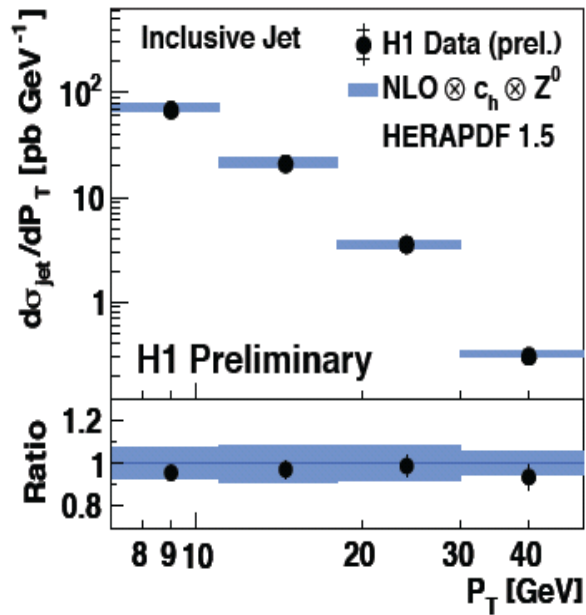 Inclusive Jet
H1 Data (prel.)
NLO ⊗ c_h ⊗ Z^0
HERAPDF 1.5
dσ_jet/dP_T [pb GeV^-1]
10^2
10
1
H1 Preliminary
Ratio
1.2
1
0.8
8 9 10 20 30 40
P_T [GeV]